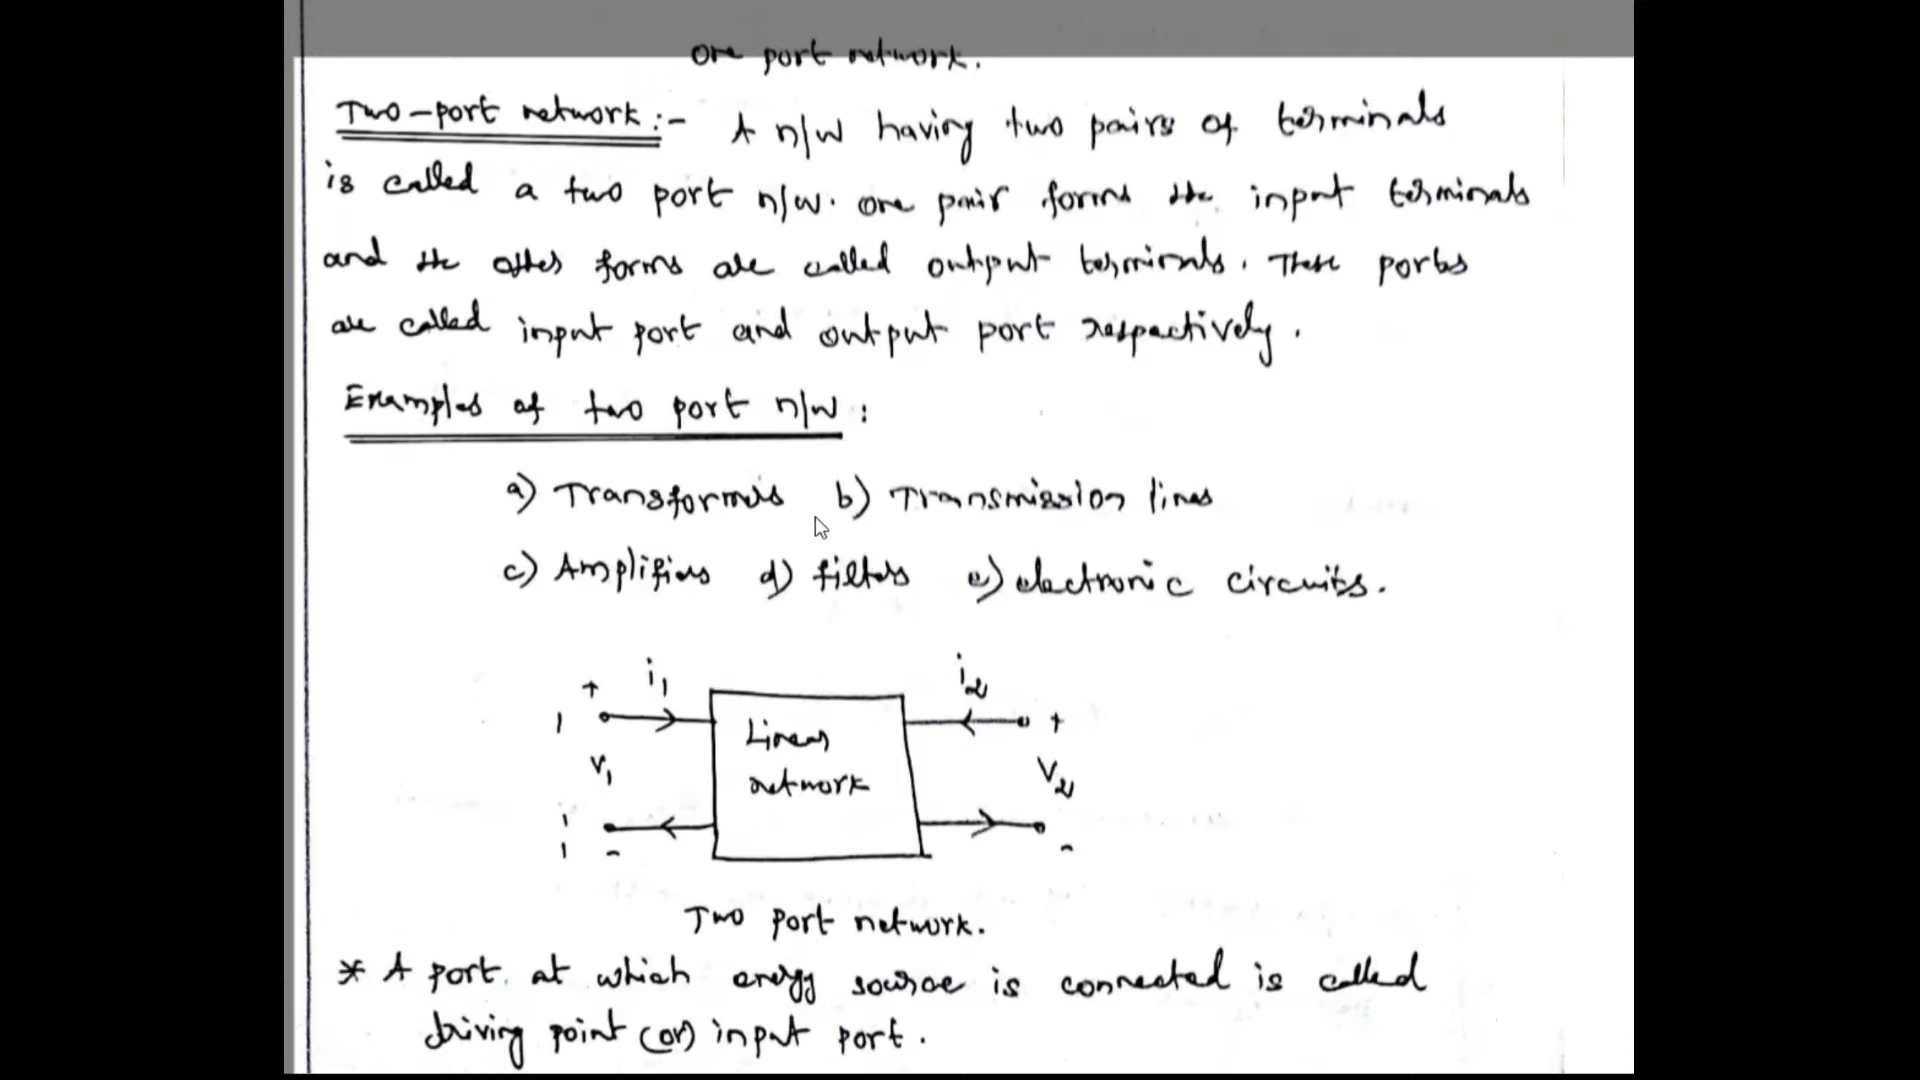 one port network.
Two-port network:- A n/w having two pairs of terminals
is called a two port n/w. one pair forms the input terminals
and the other forms are called output terminals. These ports
are called input port and output port respectively.
Examples of two port n/w:
a) Transformers b) Transmission lines
c) Amplifiers d) filters e) electronic circuits.
+ i1 i2
1 +
Linear
V1 V2
network
1
1 - -
Two port network.
* A port at which energy source is connected is called
driving point (or) input port.